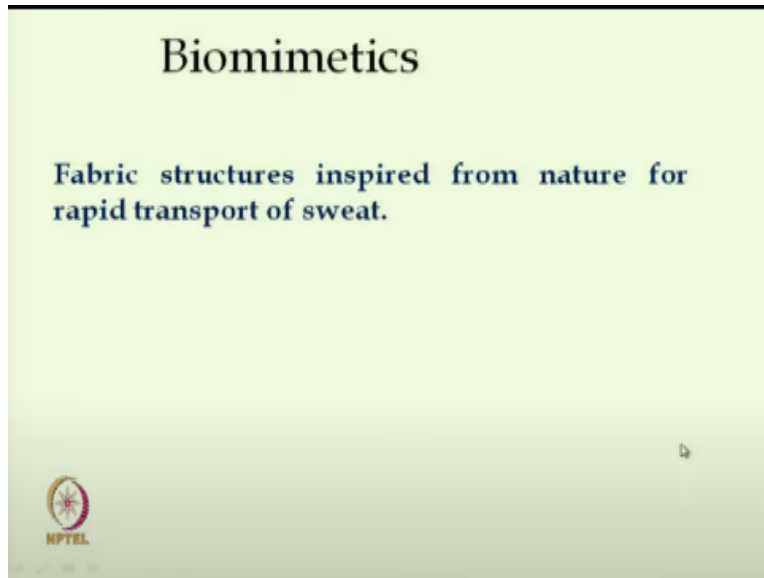 Biomimetics
Fabric structures inspired from nature for
rapid transport of sweat.
NPTEL